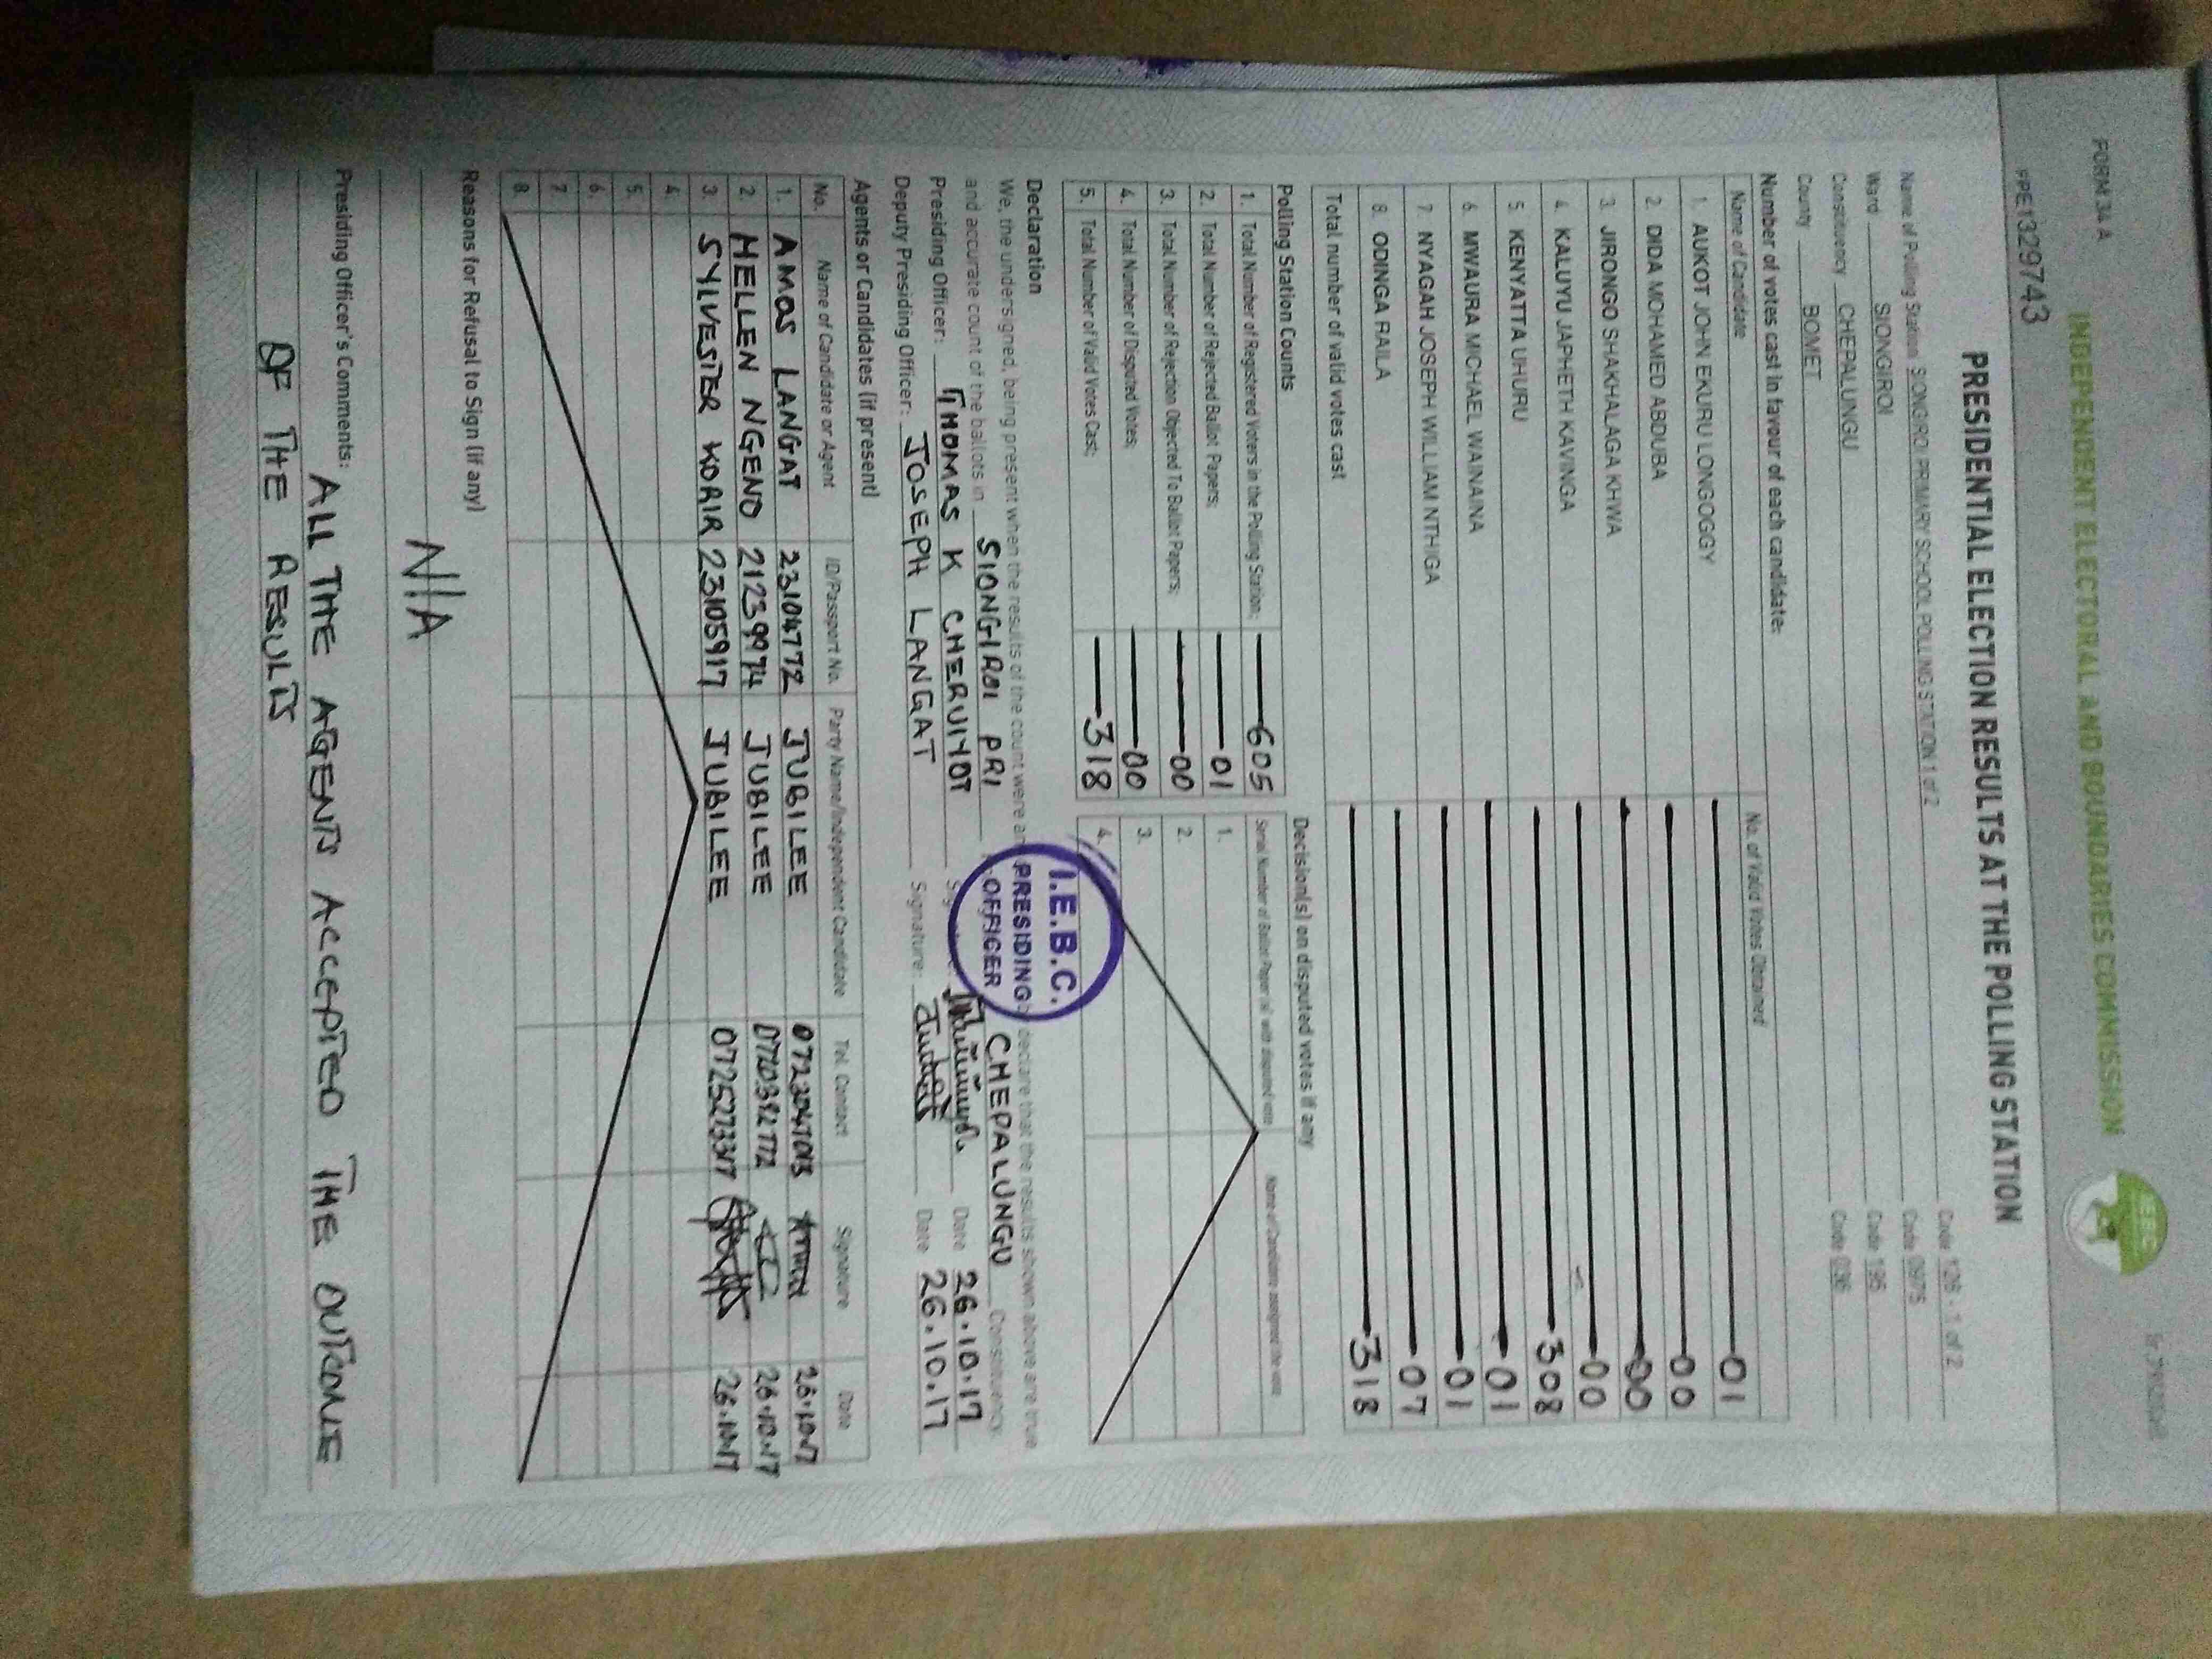 FORM 34 A
INDEPENDENT ELECTORAL AND BOUNDARIES COMMISSION
IEBC
PPE1329743
PRESIDENTIAL ELECTION RESULTS AT THE POLLING STATION
Name of Polling Station SIONGIROI PRIMARY SCHOOL POLLING STATION 1 of 2 Code 129 - 1 of 2
Ward SIONGIROI Code 0975
Constituency CHEPALUNGU Code 195
County BOMET Code 036
Number of votes cast in favour of each candidate:
Name of Candidate No. of Valid Votes Obtained
1. AUKOT JOHN EKURU LONGOGGY 01
2. DIDA MOHAMED ABDUBA 00
3. JIRONGO SHAKHALAGA KHWA 00
4. KALUYU JAPHETH KAVINGA 00
5. KENYATTA UHURU 308
6. MWAURA MICHAEL WAINAINA 01
7. NYAGAH JOSEPH WILLIAM NTHIGA 01
8. ODINGA RAILA 07
Total number of valid votes cast 318
Polling Station Counts
1. Total Number of Registered Voters in the Polling Station; 605
2. Total Number of Rejected Ballot Papers; 01
3. Total Number of Rejection Objected To Ballot Papers; 00
4. Total Number of Disputed Votes; 00
5. Total Number of Valid Votes Cast; 318
Decision(s) on disputed votes if any
Serial Number of Ballot Paper(s) with disputed vote Name of Candidate assigned the vote
1.
2.
3.
4.
Declaration
We, the undersigned, being present when the results of the count were an declare that the results shown above are true
and accurate count of the ballots in SIONGIROI PRI CHEPALUNGU Constituency
I.E.B.C.
PRESIDING
OFFICER
Presiding Officer: THOMAS K CHERUIYOT Date 26.10.17
Deputy Presiding Officer: JOSEPH LANGAT Signature: Date 26.10.17
Agents or Candidates (if present)
No. Name of Candidate or Agent ID/Passport No. Party Name/Independent Candidate Tel. Contact Signature Date
1. AMOS LANGAT 23104772 JUBILEE 26.10.17
2. HELLEN NGENO 21239974 JUBILEE 0720392772 26.10.17
3. SYLVESTER KORIR 23105917 JUBILEE 0725273317 26.10.17
4.
5.
6.
7.
8.
Reasons for Refusal to Sign (if any)
N/A
Presiding Officer's Comments: ALL THE AGENTS ACCEPTED THE OUTCOME
OF THE RESULTS